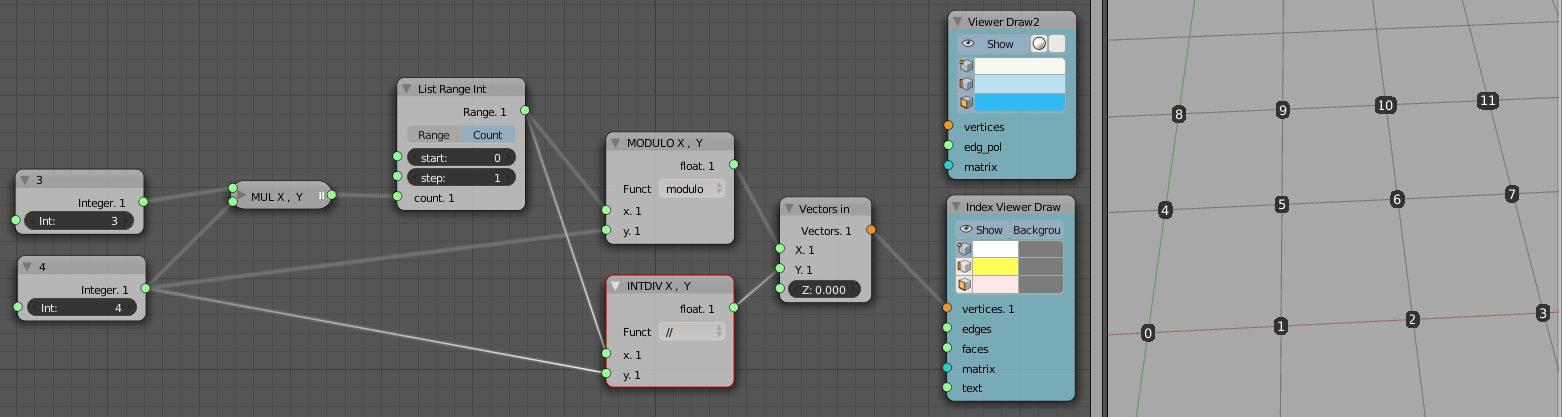 3
Integer. 1
Int: 3
4
Integer. 1
Int: 4
MUL X , Y
List Range Int
Range. 1
Range Count
start: 0
step: 1
count. 1
MODULO X , Y
float. 1
Funct modulo
x. 1
y. 1
INTDIV X , Y
float. 1
Funct //
x. 1
y. 1
Vectors in
Vectors. 1
X. 1
Y. 1
Z: 0.000
Viewer Draw2
Show
vertices
edg_pol
matrix
Index Viewer Draw
Show Backgrou
vertices. 1
edges
faces
matrix
text
8 9 10 11
4 5 6 7
0 1 2 3